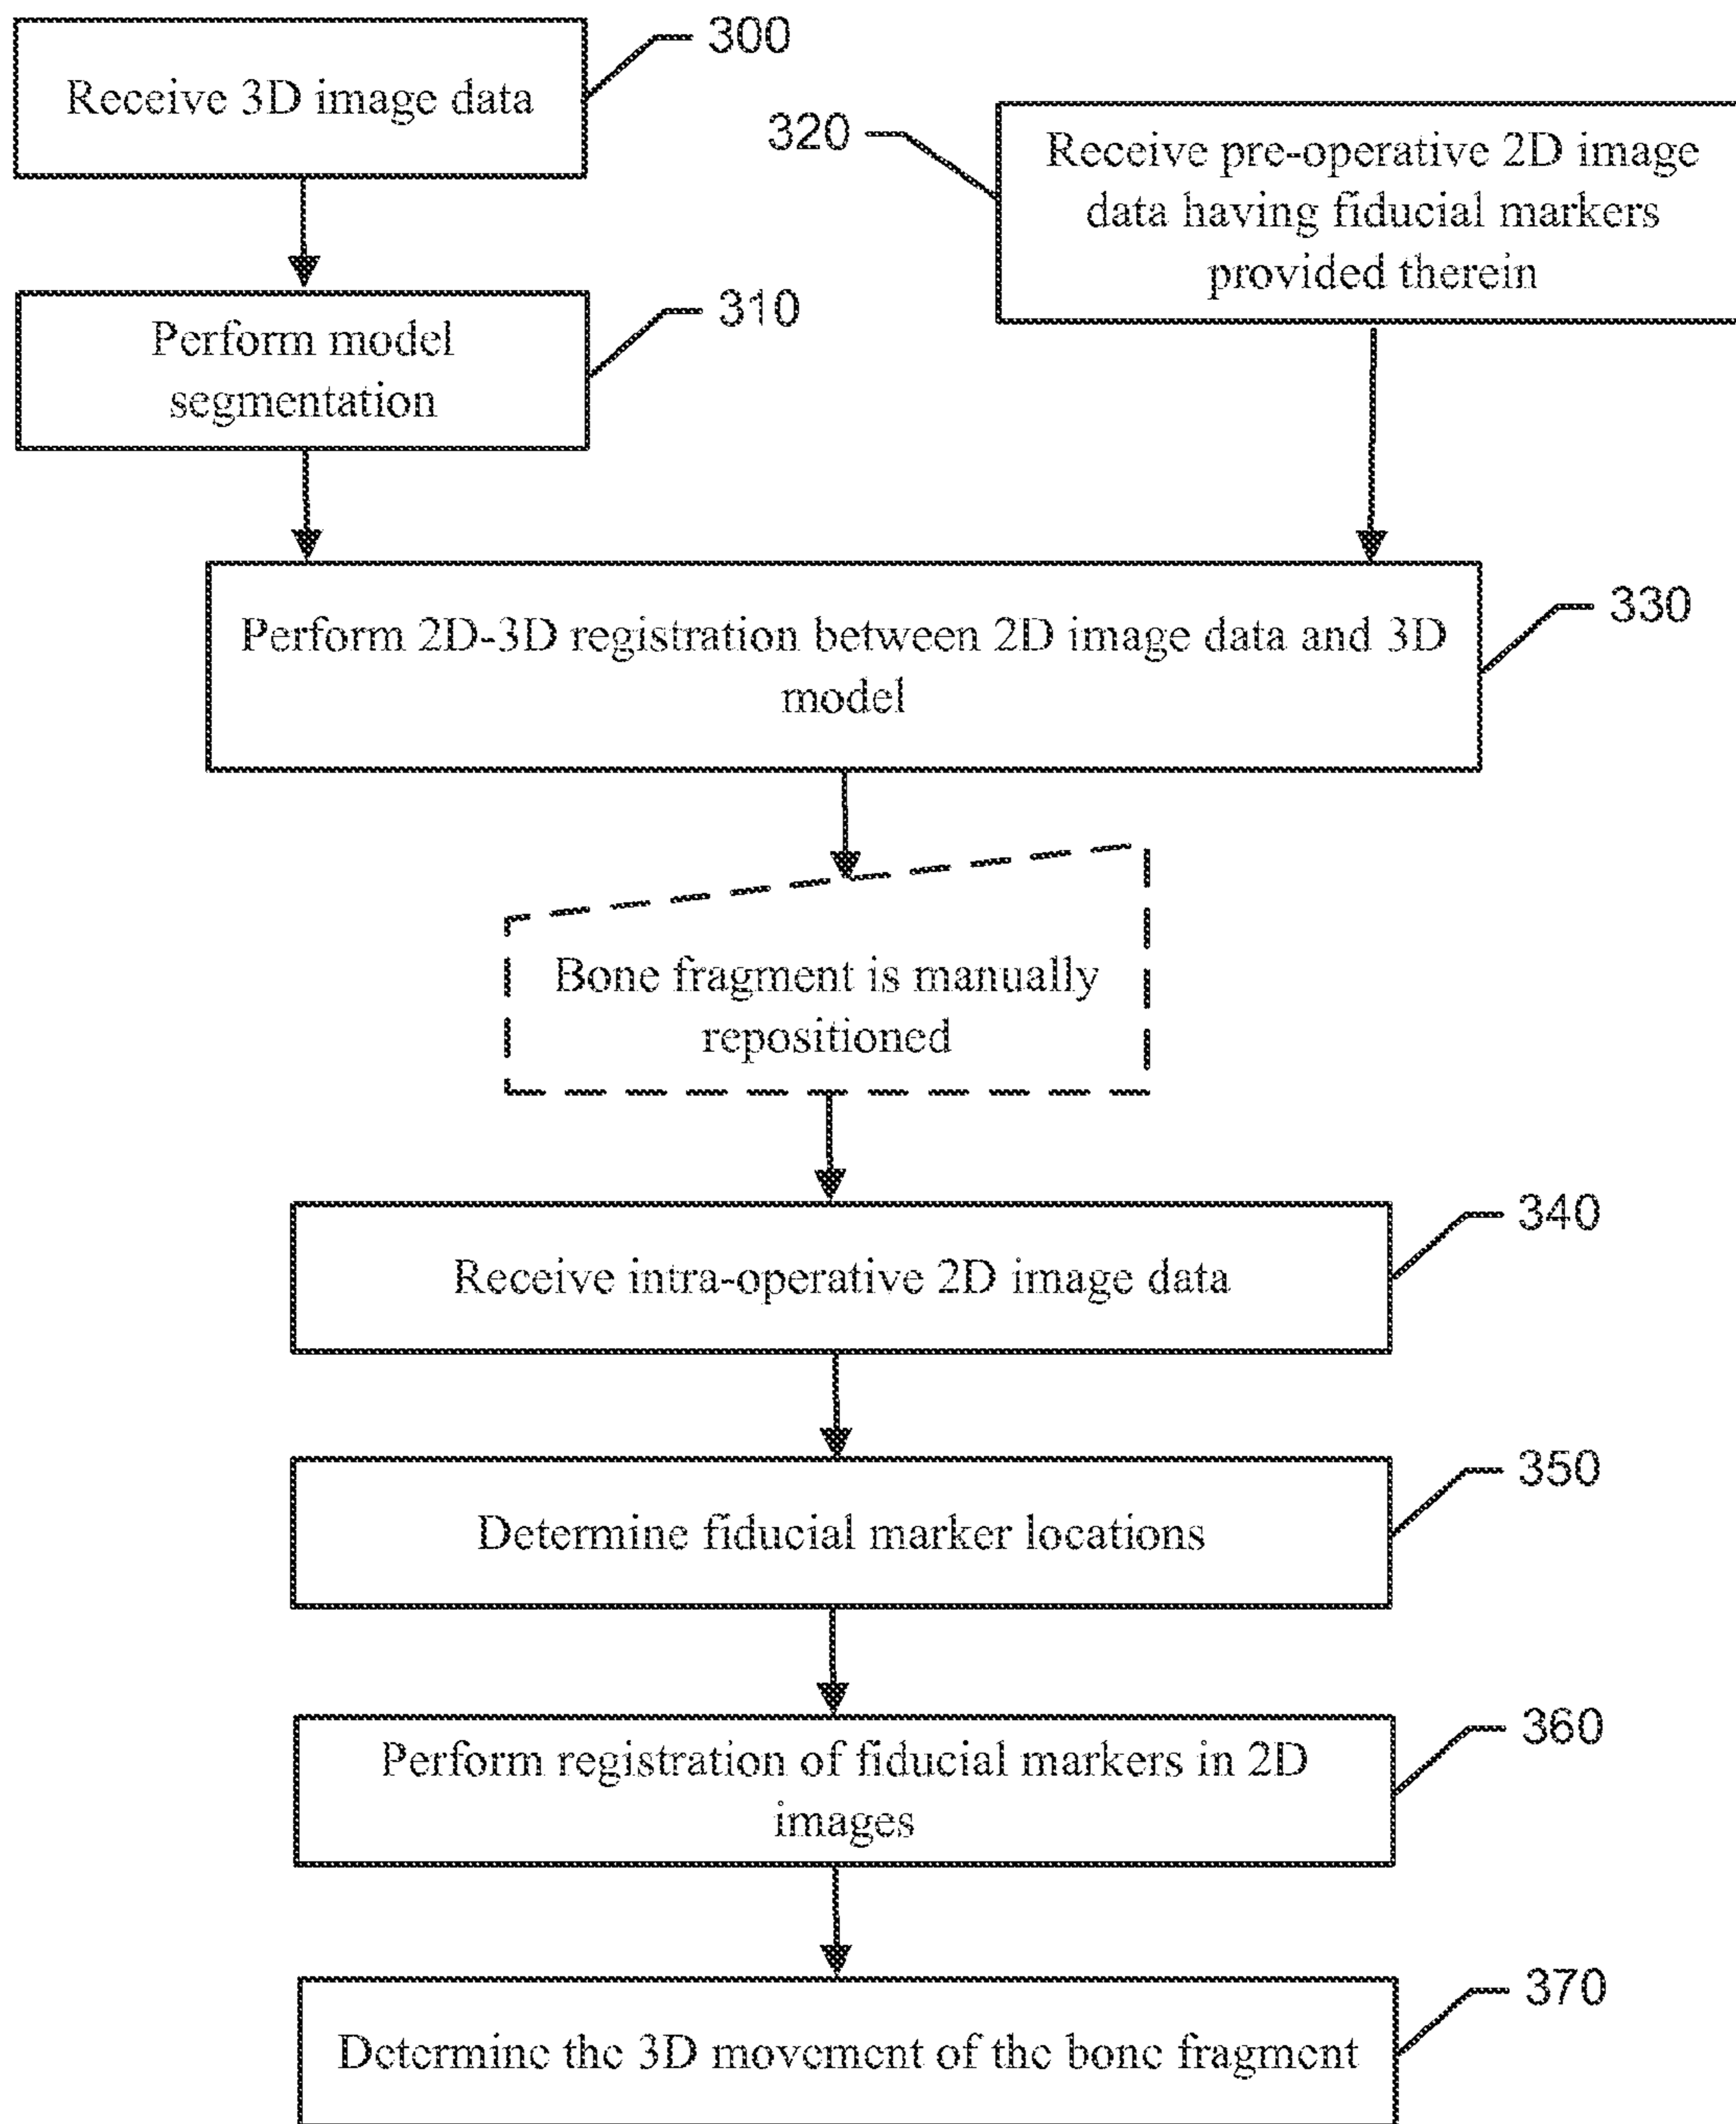 300
Receive 3D image data
320
Receive pre-operative 2D image
data having fiducial markers
provided therein
310
Perform model
segmentation
330
Perform 2D-3D registration between 2D image data and 3D
model
Bone fragment is manually
repositioned
340
Receive intra-operative 2D image data
350
Determine fiducial marker locations
360
Perform registration of fiducial markers in 2D
images
370
Determine the 3D movement of the bone fragment